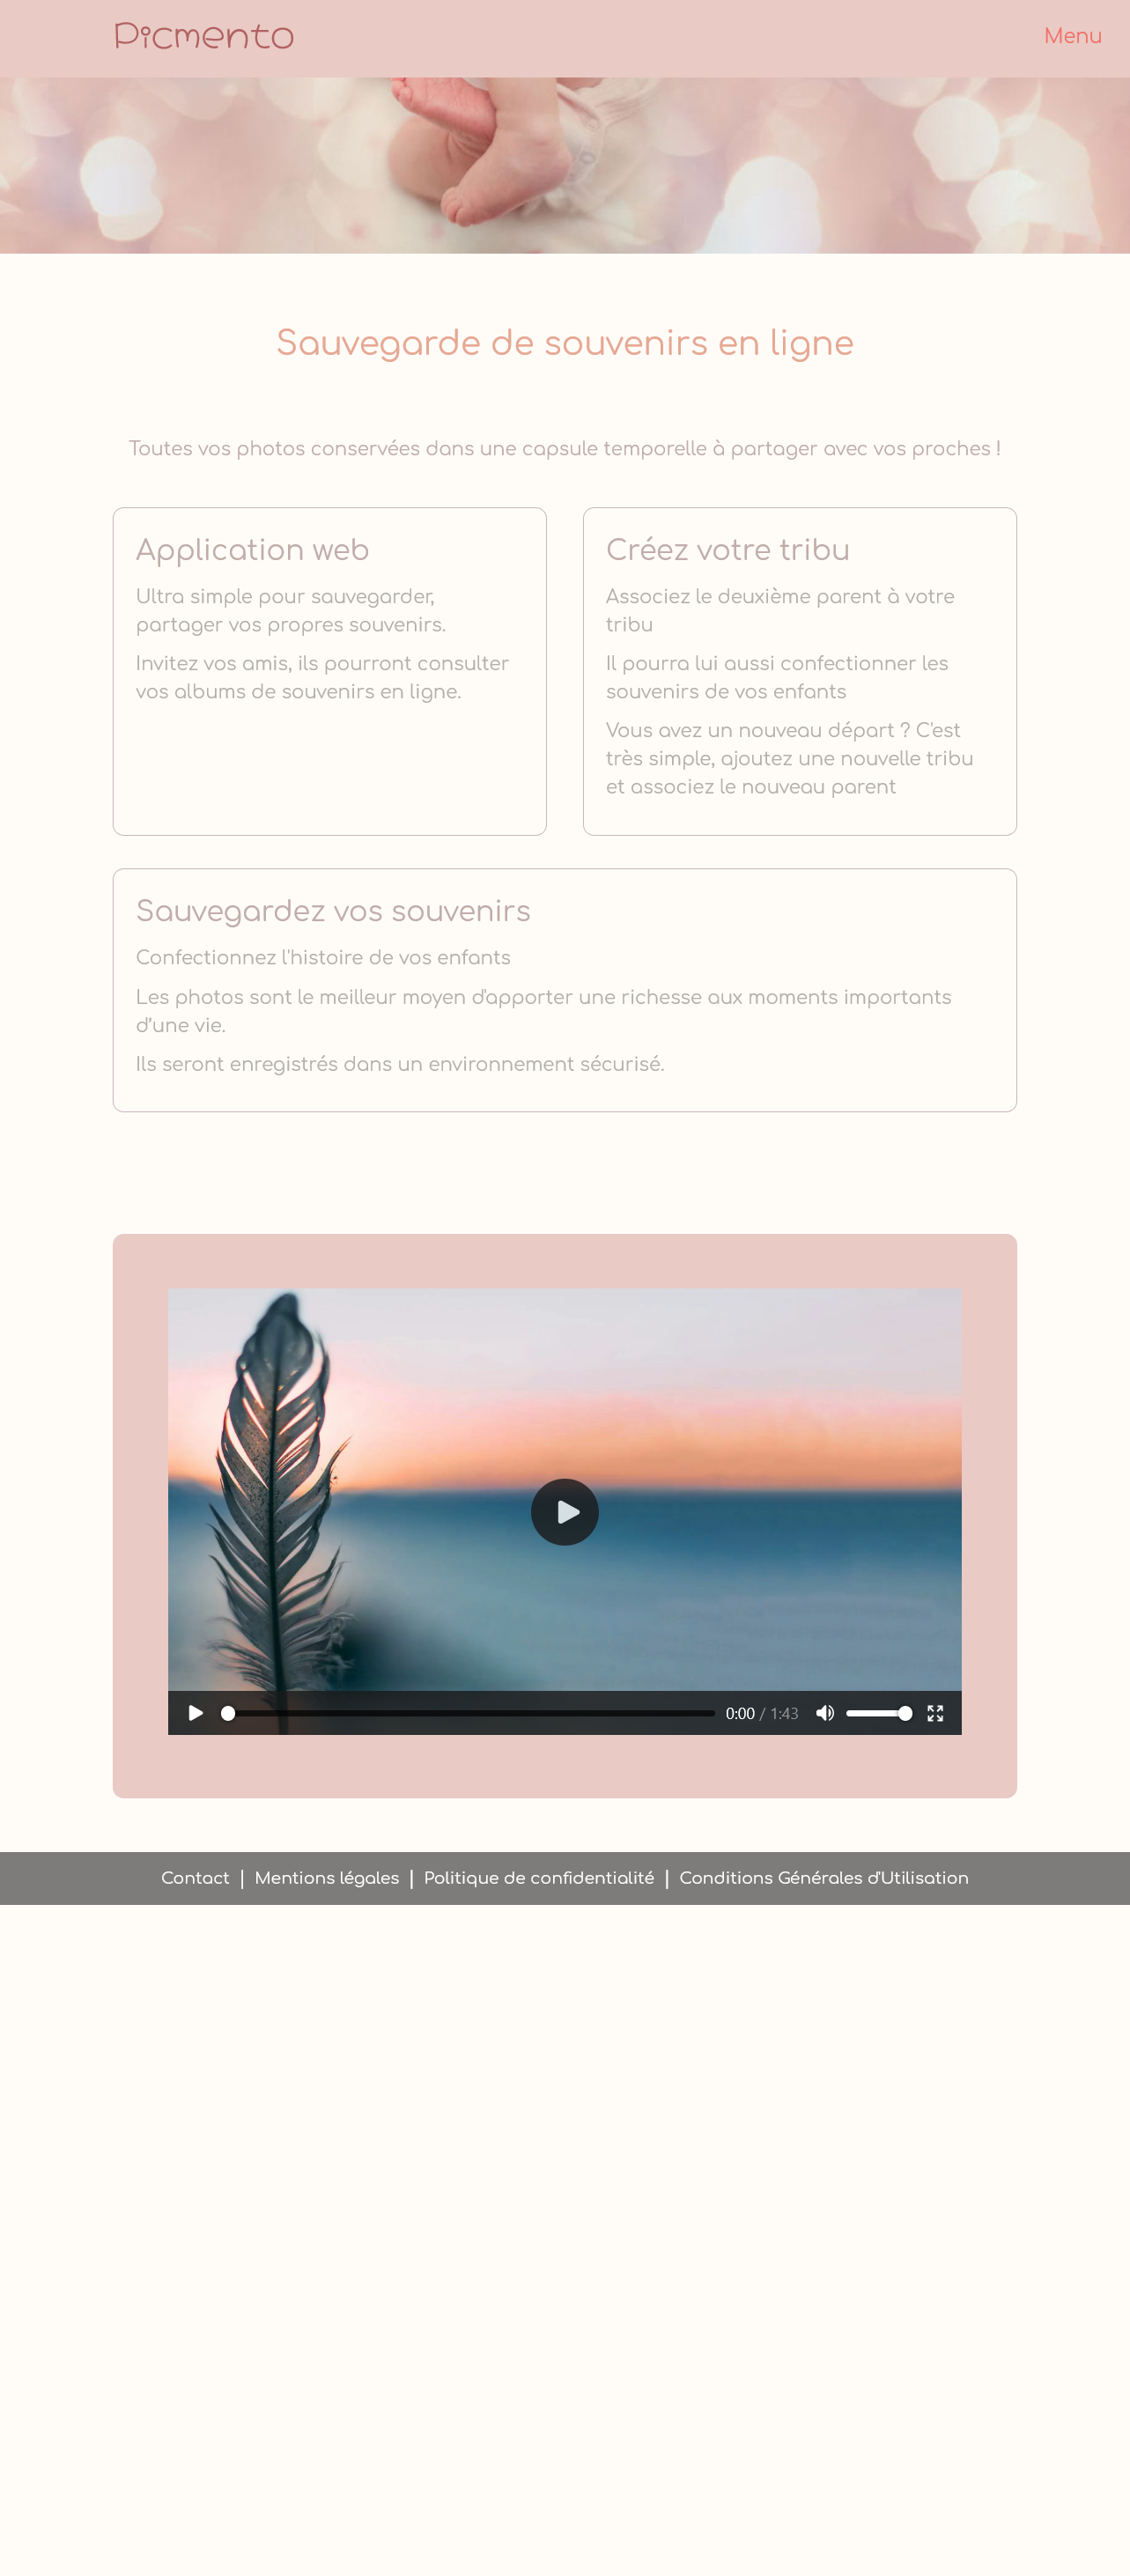 Picmento
Menu
Sauvegarde de souvenirs en ligne
Toutes vos photos conservées dans une capsule temporelle à partager avec vos proches !
Application web
Ultra simple pour sauvegarder,
partager vos propres souvenirs.
Invitez vos amis, ils pourront consulter
vos albums de souvenirs en ligne.
Créez votre tribu
Associez le deuxième parent à votre
tribu
Il pourra lui aussi confectionner les
souvenirs de vos enfants
Vous avez un nouveau départ ? C'est
très simple, ajoutez une nouvelle tribu
et associez le nouveau parent
Sauvegardez vos souvenirs
Confectionnez l'histoire de vos enfants
Les photos sont le meilleur moyen d'apporter une richesse aux moments importants
d’une vie.
Ils seront enregistrés dans un environnement sécurisé.
0:00 / 1:43
Contact | Mentions légales | Politique de confidentialité | Conditions Générales d'Utilisation